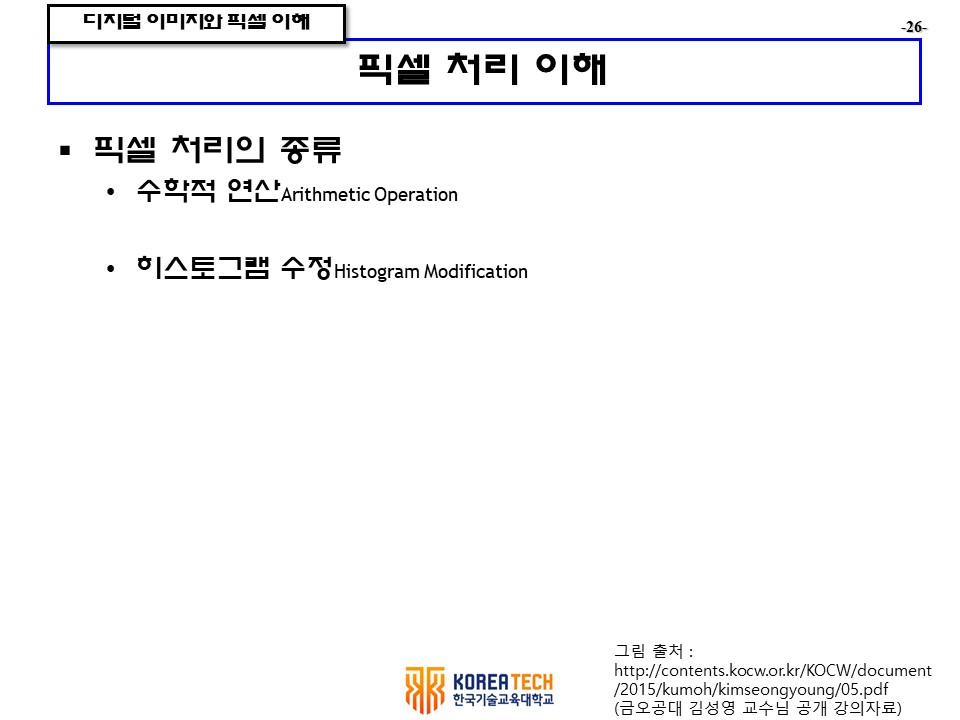 디지털 이미지와 픽셀 이해
-26-
픽셀 처리 이해
▪ 픽셀 처리의 종류
• 수학적 연산Arithmetic Operation
• 히스토그램 수정Histogram Modification
그림 출처 :
http://contents.kocw.or.kr/KOCW/document
/2015/kumoh/kimseongyoung/05.pdf
(금오공대 김성영 교수님 공개 강의자료)
KOREATECH
한국기술교육대학교